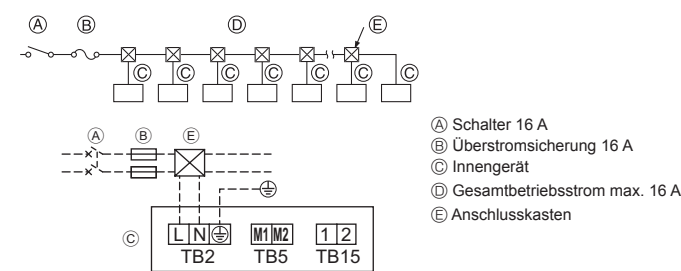 Ⓐ Ⓑ Ⓓ Ⓔ
Ⓒ Ⓒ Ⓒ Ⓒ Ⓒ Ⓒ Ⓒ
Ⓐ Schalter 16 A
Ⓑ Überstromsicherung 16 A
Ⓒ Innengerät
Ⓓ Gesamtbetriebsstrom max. 16 A
Ⓔ Anschlusskasten
Ⓐ Ⓑ Ⓔ
Ⓒ
L N M1 M2 1 2
TB2 TB5 TB15